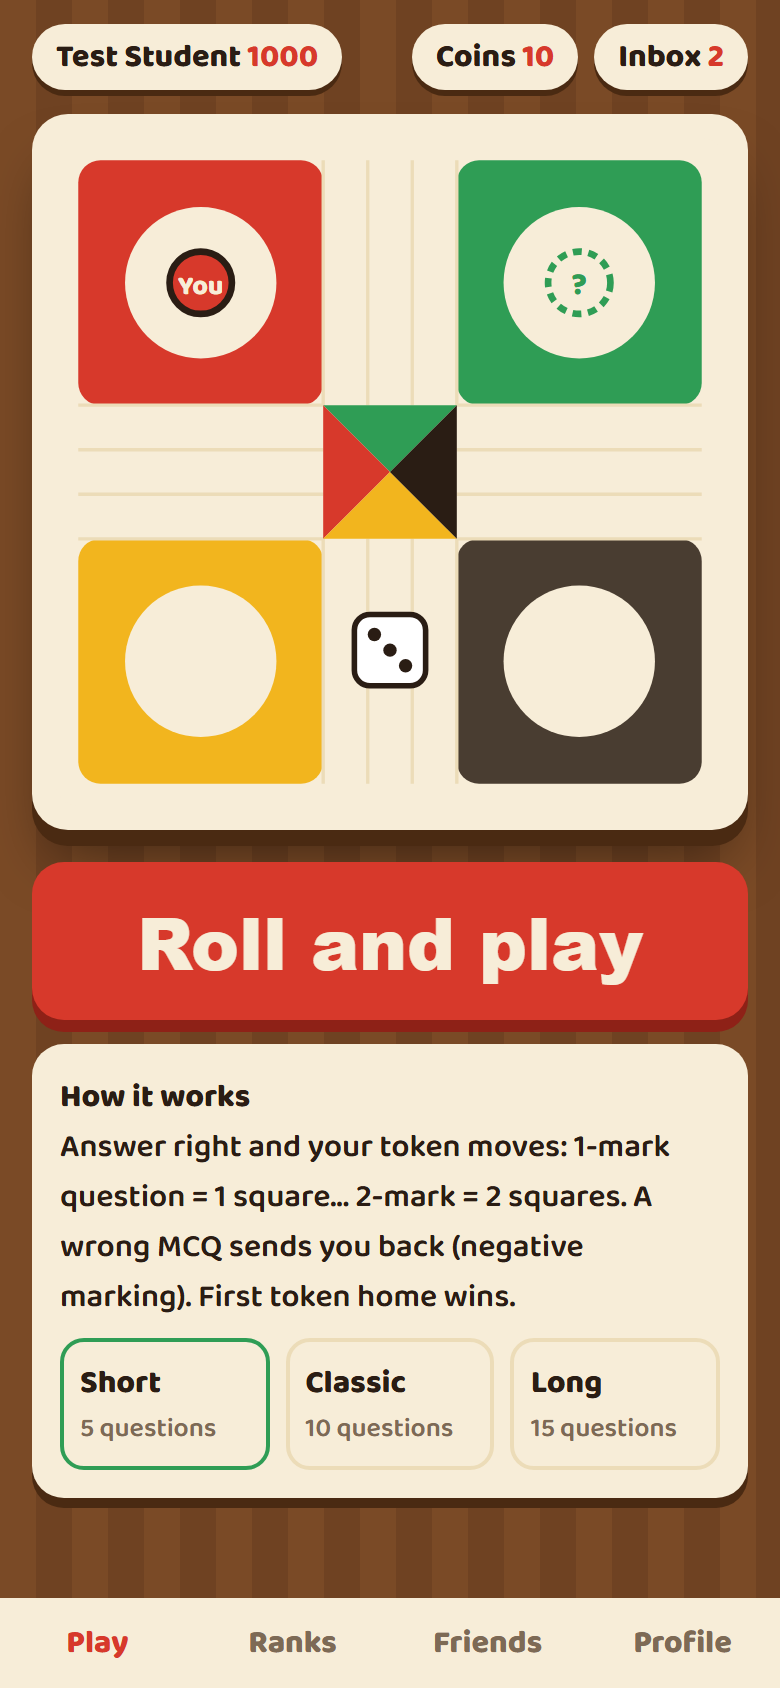 Test Student 1000
Coins 10
Inbox 2
You
?
Roll and play
How it works
Answer right and your token moves: 1-mark
question = 1 square... 2-mark = 2 squares. A
wrong MCQ sends you back (negative
marking). First token home wins.
Short
5 questions
Classic
10 questions
Long
15 questions
Play
Ranks
Friends
Profile